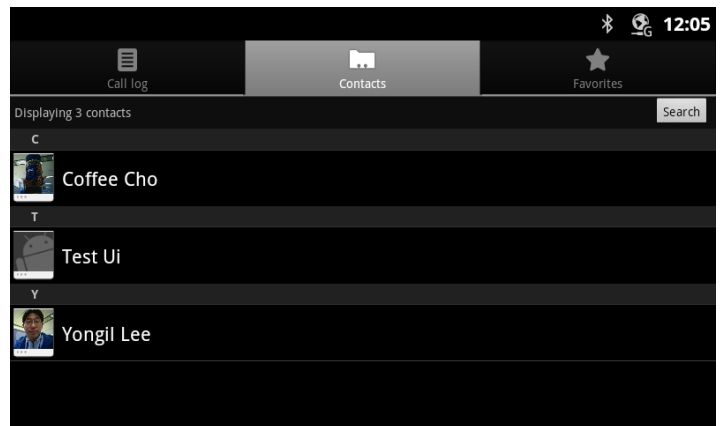 G 12:05
Call log Contacts Favorites
Displaying 3 contacts Search
C
Coffee Cho
T
Test Ui
Y
Yongil Lee